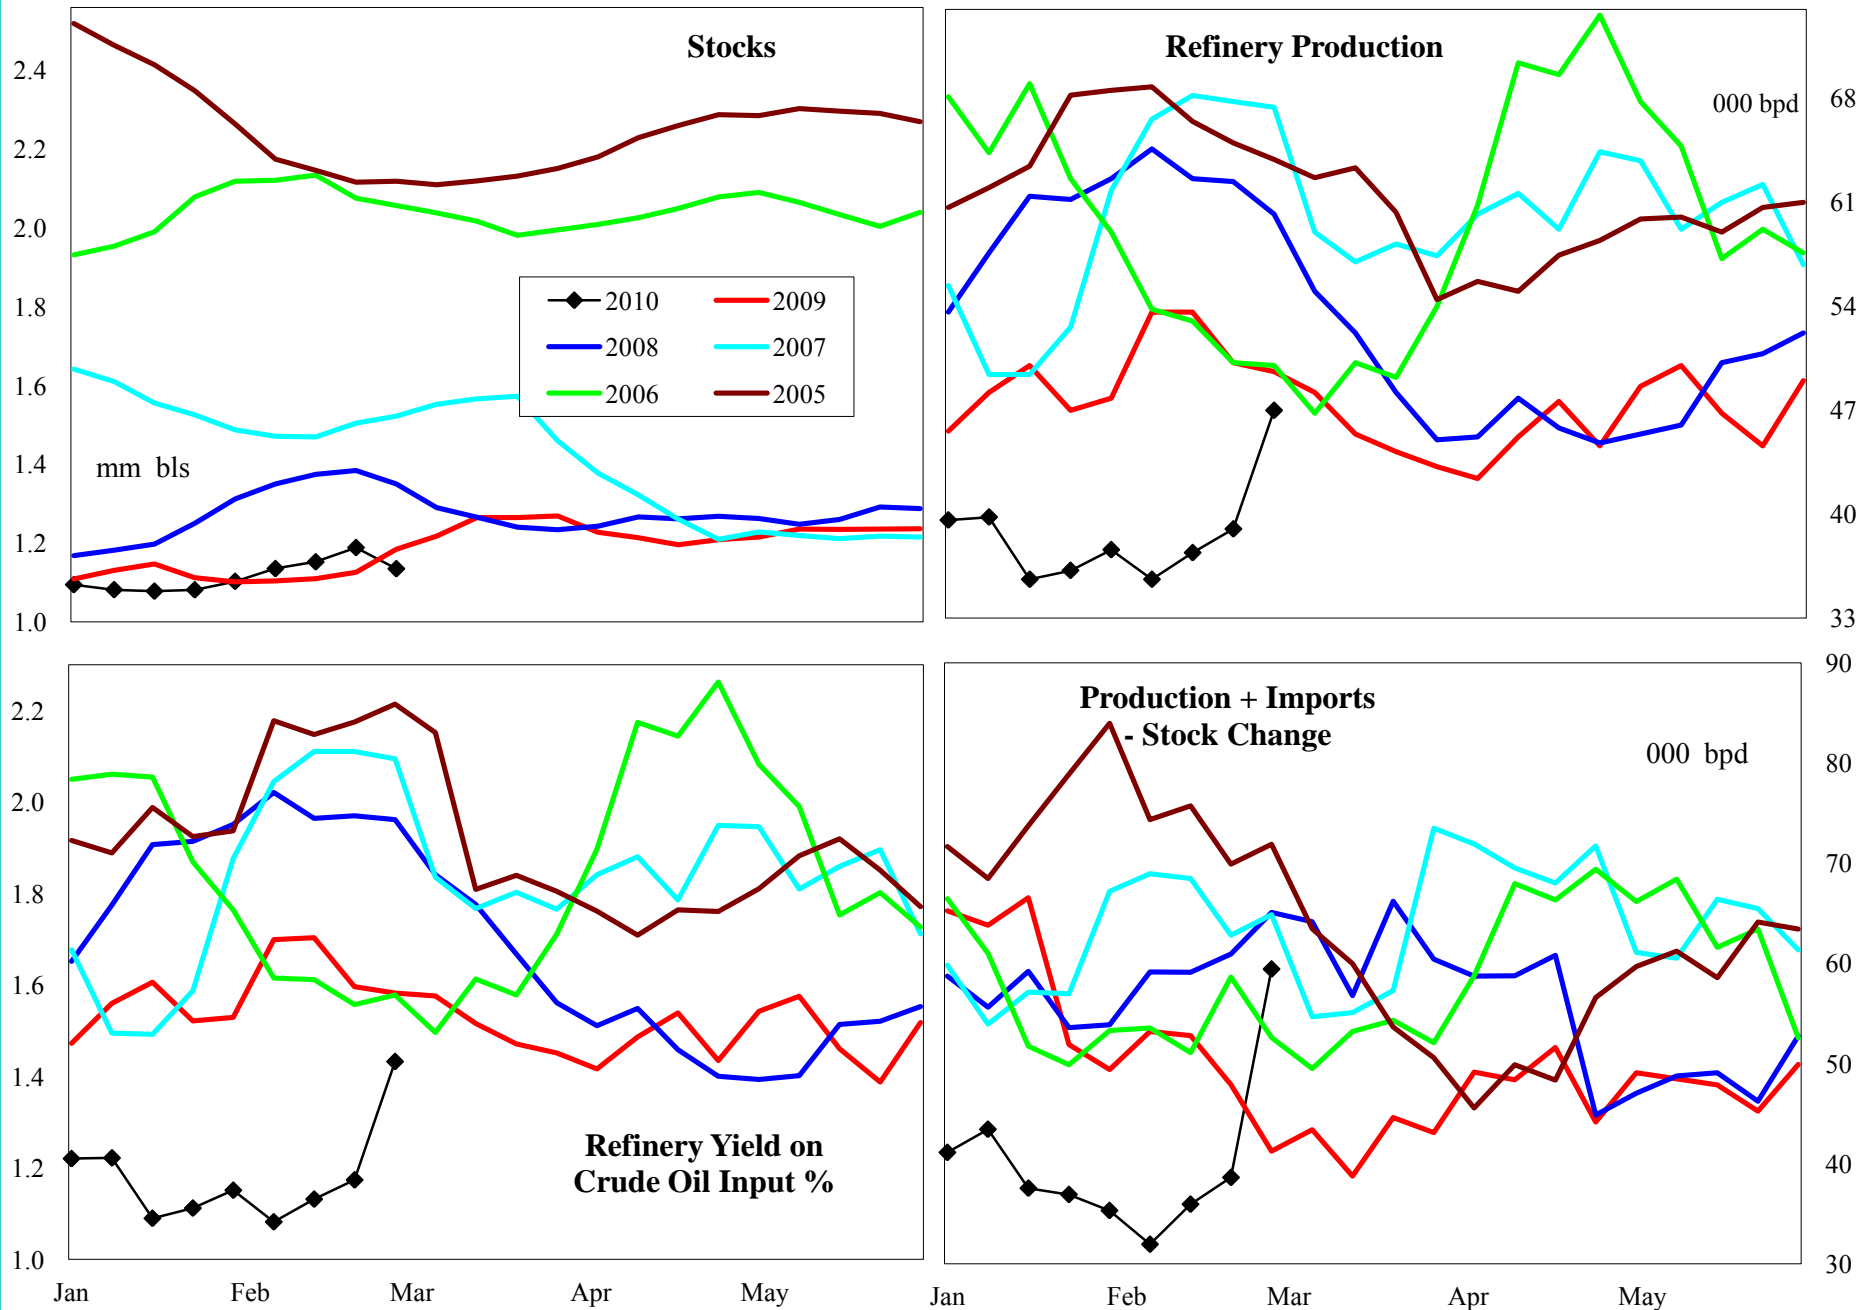 Stocks
2.4
2.2
2.0
1.8
1.6
1.4
1.2
1.0
mm bls
2010
2009
2008
2007
2006
2005
Refinery Production
000 bpd
68
61
54
47
40
33
2.2
2.0
1.8
1.6
1.4
1.2
1.0
Refinery Yield on
Crude Oil Input %
Jan
Feb
Mar
Apr
May
Production + Imports
- Stock Change
000 bpd
90
80
70
60
50
40
30
Jan
Feb
Mar
Apr
May